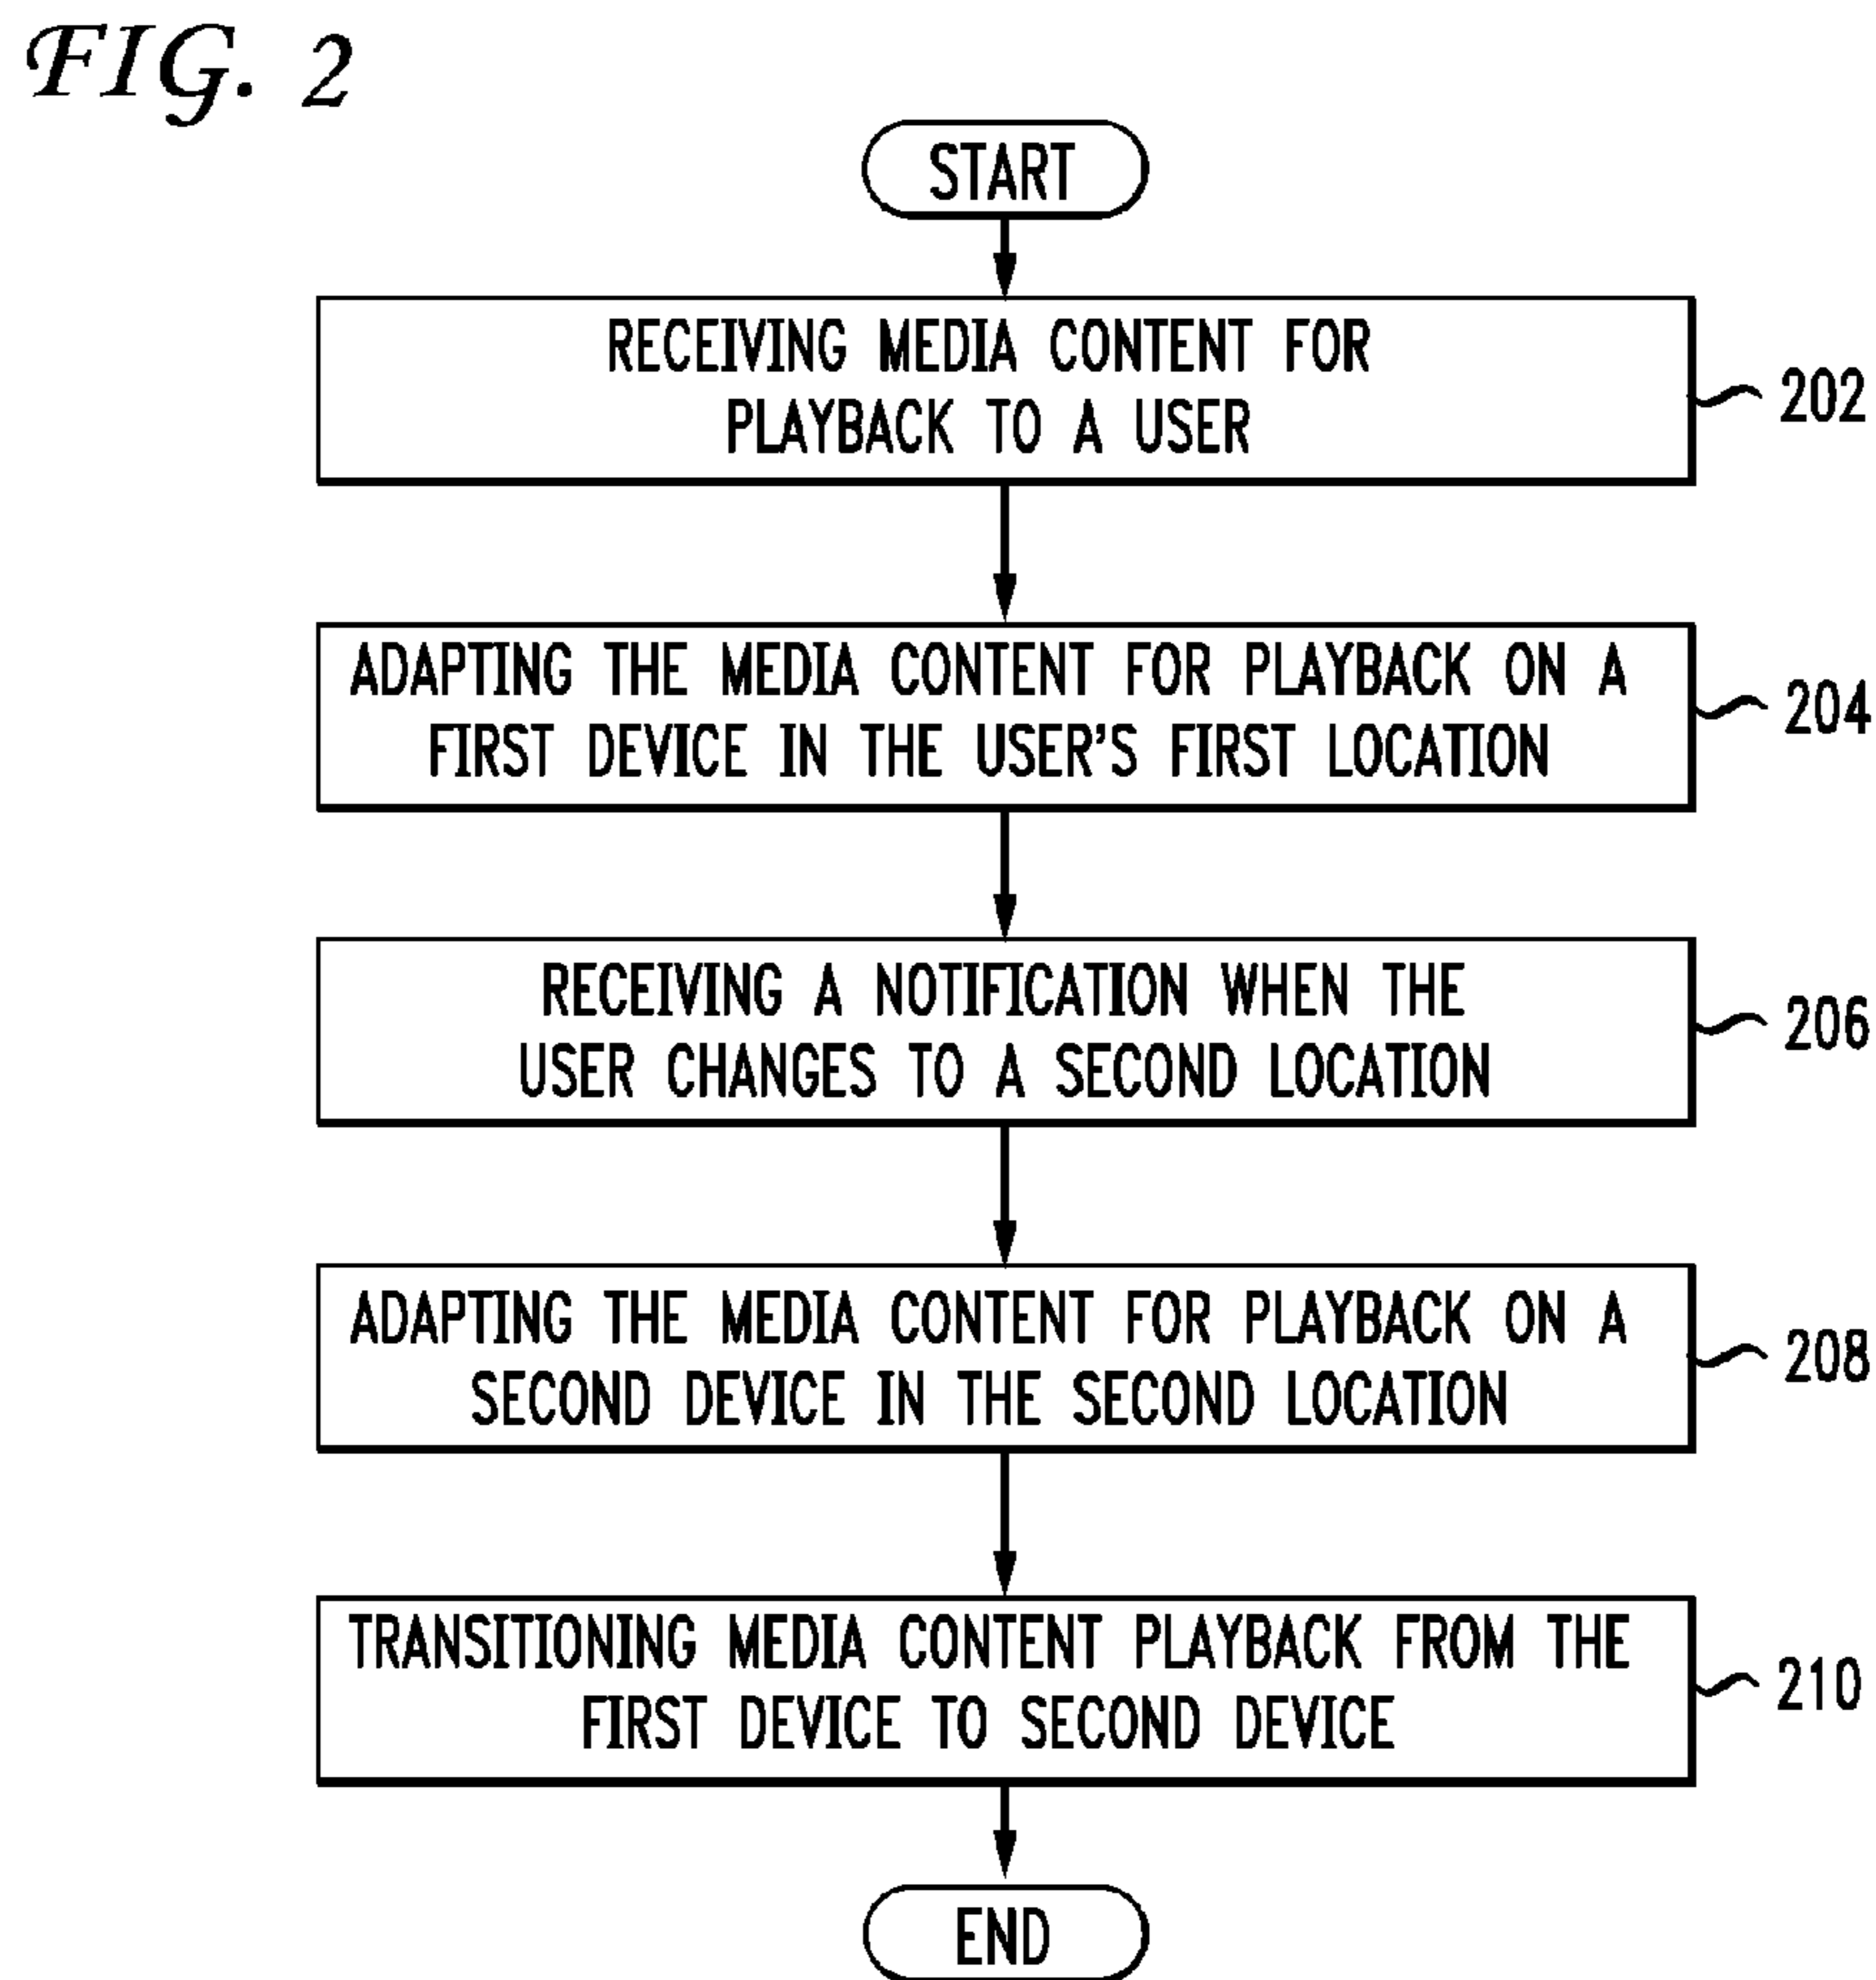 FIG. 2
START
RECEIVING MEDIA CONTENT FOR
PLAYBACK TO A USER
202
ADAPTING THE MEDIA CONTENT FOR PLAYBACK ON A
FIRST DEVICE IN THE USER'S FIRST LOCATION
204
RECEIVING A NOTIFICATION WHEN THE
USER CHANGES TO A SECOND LOCATION
206
ADAPTING THE MEDIA CONTENT FOR PLAYBACK ON A
SECOND DEVICE IN THE SECOND LOCATION
208
TRANSITIONING MEDIA CONTENT PLAYBACK FROM THE
FIRST DEVICE TO SECOND DEVICE
210
END